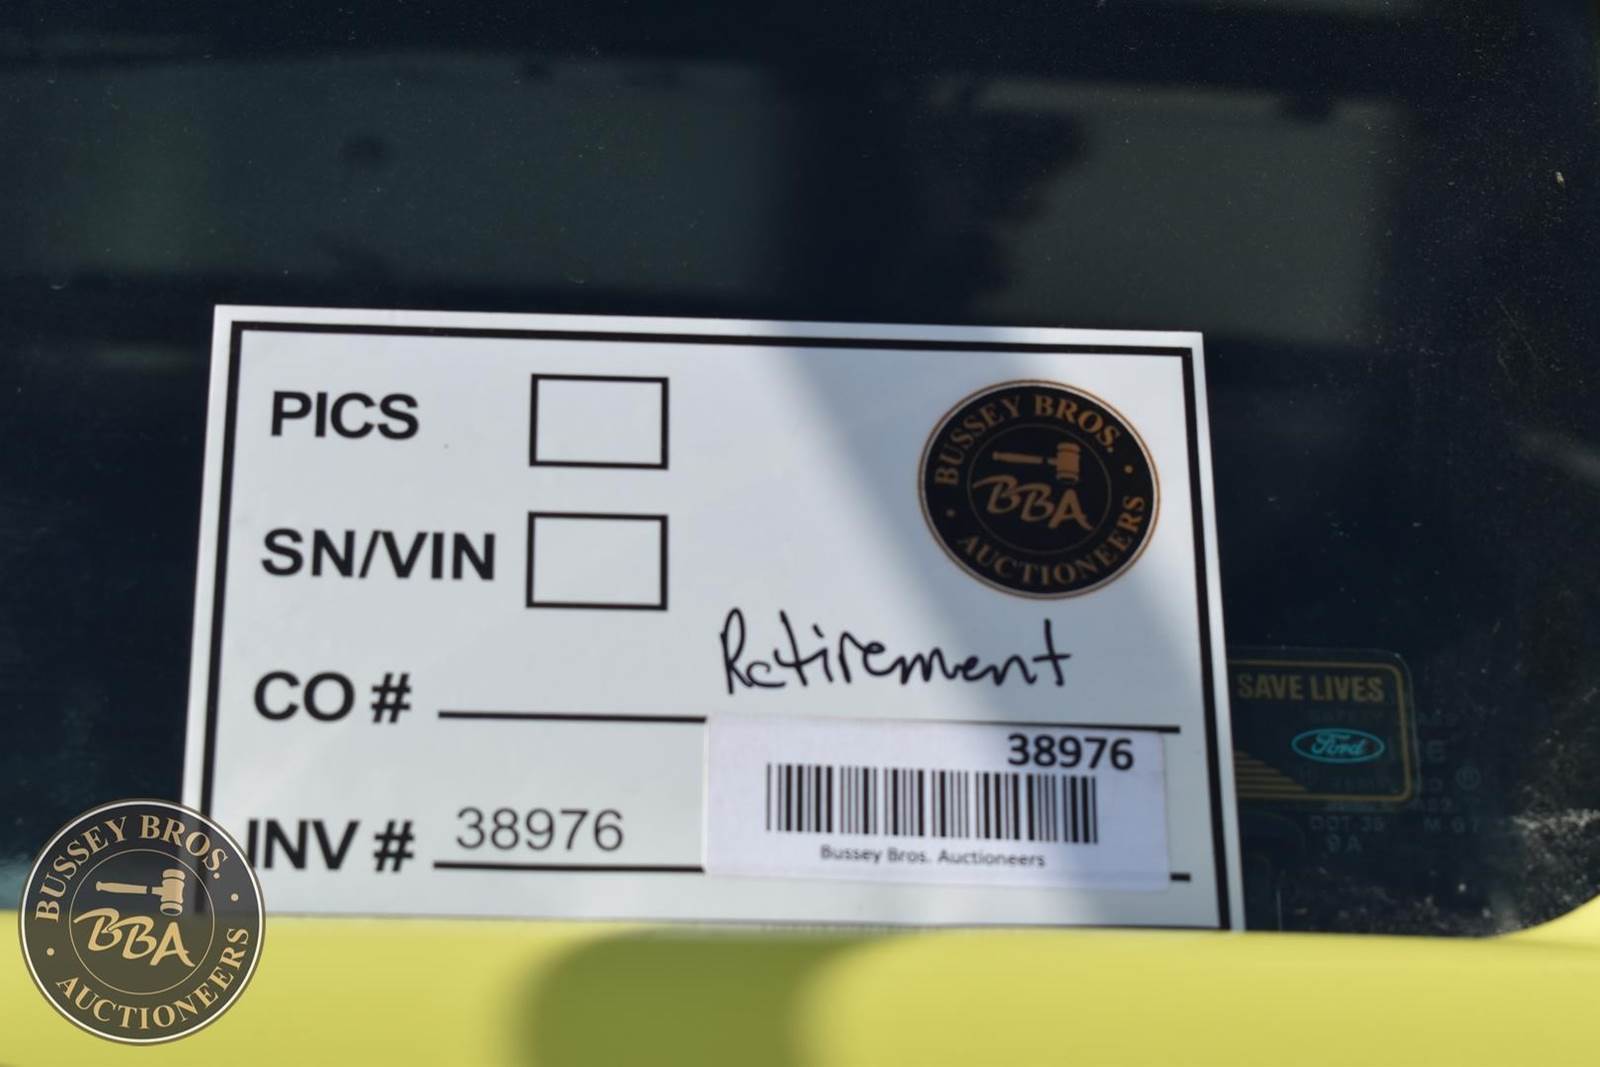 PICS
BUSSEY BROS.
BBA
AUCTIONEERS
SN/VIN
Retirement
CO #
38976
INV # 38976
Bussey Bros. Auctioneers
SAVE LIVES
Ford
BUSSEY BROS.
BBA
AUCTIONEERS